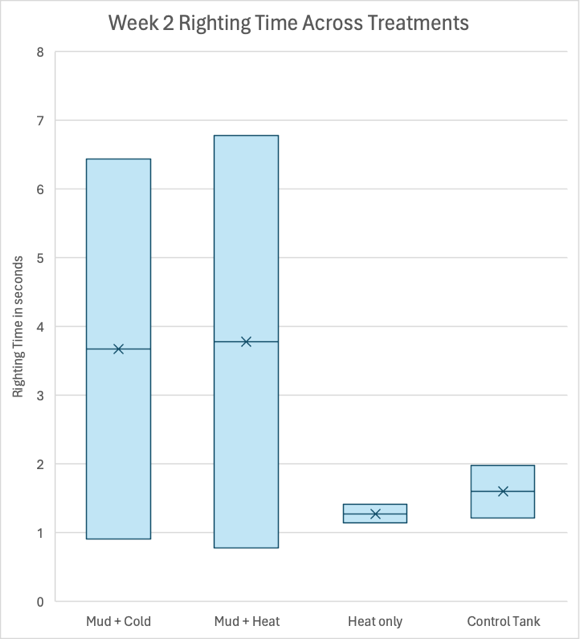 Week 2 Righting Time Across Treatments
8
7
6
5
4
3
2
1
0
Righting Time in seconds
Mud + Cold
Mud + Heat
Heat only
Control Tank